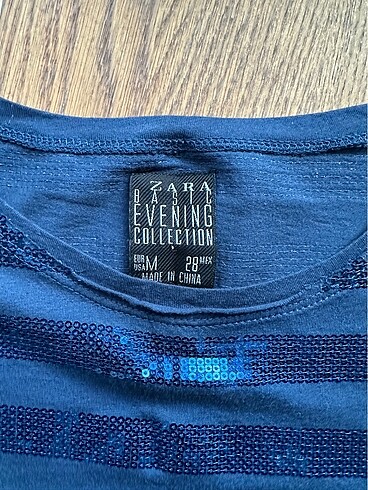 ZARA
BASIC
EVENING
COLLECTION
EUR
USA M 28 MEX
MADE IN CHINA